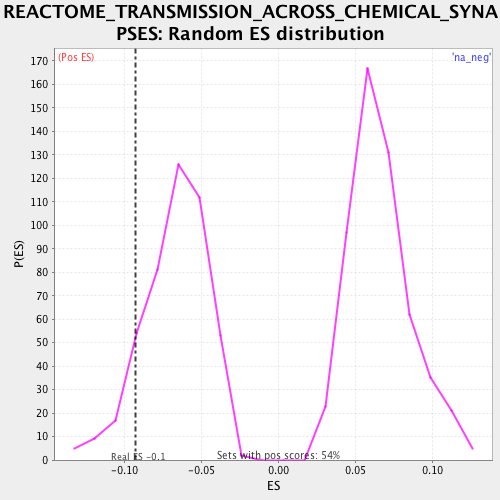 REACTOME_TRANSMISSION_ACROSS_CHEMICAL_SYNA
PSES: Random ES distribution
(Pos ES)
'na_neg'
170
160
150
140
130
120
110
100
90
80
70
60
50
40
30
20
10
0
P(ES)
Real ES -0.1
Sets with pos scores: 54%
-0.10
-0.05
0.00
0.05
0.10
ES